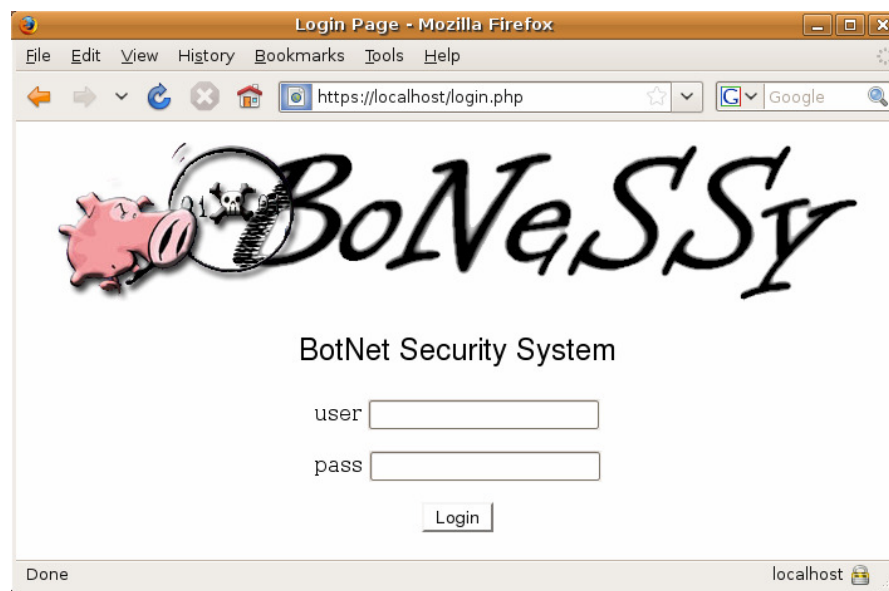 Login Page - Mozilla Firefox
File Edit View History Bookmarks Tools Help
https://localhost/login.php
G Google
BoNeSSy
BotNet Security System
user
pass
Login
Done
localhost